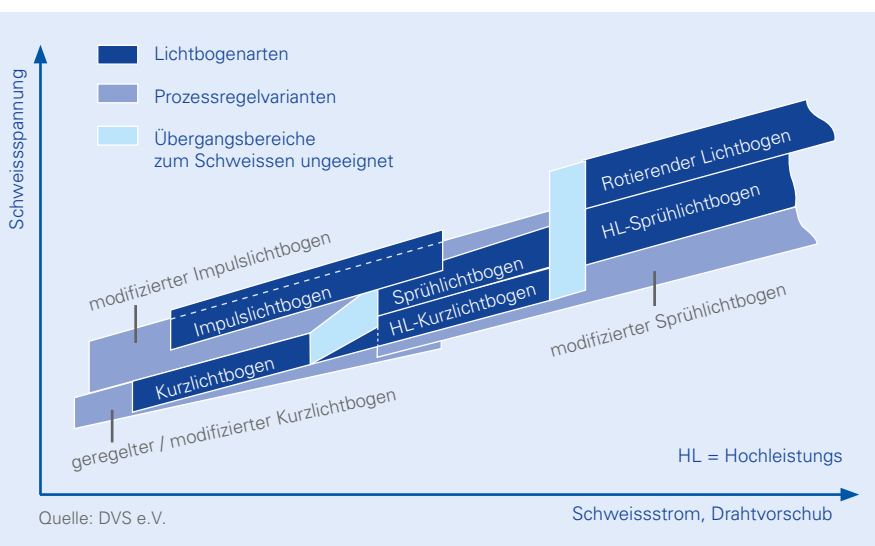 Schweissspannung
Lichtbogenarten
Prozessregelvarianten
Übergangsbereiche
zum Schweissen ungeeignet
Rotierender Lichtbogen
HL-Sprühlichtbogen
modifizierter Impulslichtbogen
Impulslichtbogen
Sprühlichtbogen
HL-Kurzlichtbogen
modifizierter Sprühlichtbogen
Kurzlichtbogen
geregelter / modifizierter Kurzlichtbogen
HL = Hochleistungs
Quelle: DVS e.V.
Schweissstrom, Drahtvorschub